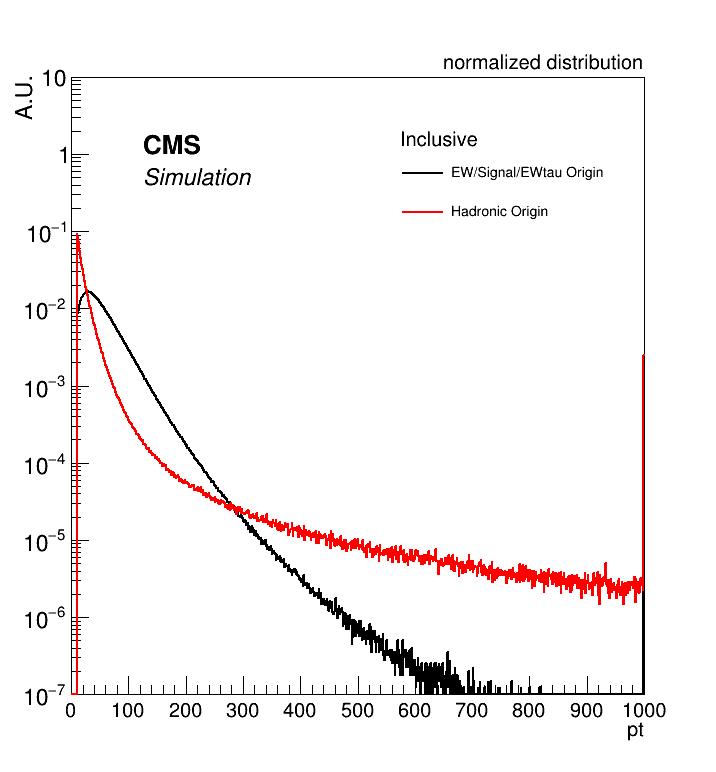 normalized distribution
A.U.
10
CMS
Simulation
Inclusive
EW/Signal/EWtau Origin
Hadronic Origin
1
10⁻¹
10⁻²
10⁻³
10⁻⁴
10⁻⁵
10⁻⁶
10⁻⁷
0 100 200 300 400 500 600 700 800 900 1000
pt